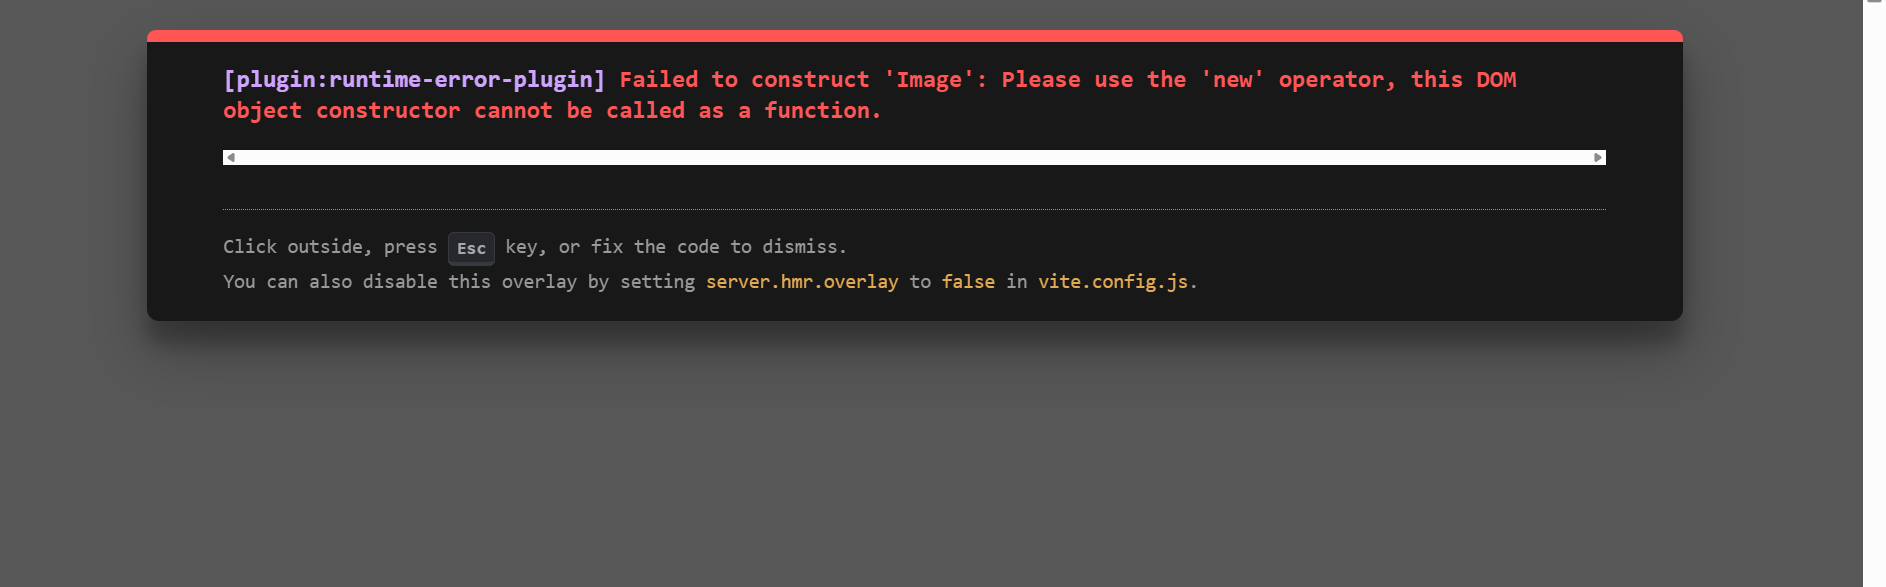 [plugin:runtime-error-plugin] Failed to construct 'Image': Please use the 'new' operator, this DOM
object constructor cannot be called as a function.
Click outside, press Esc key, or fix the code to dismiss.
You can also disable this overlay by setting server.hmr.overlay to false in vite.config.js.